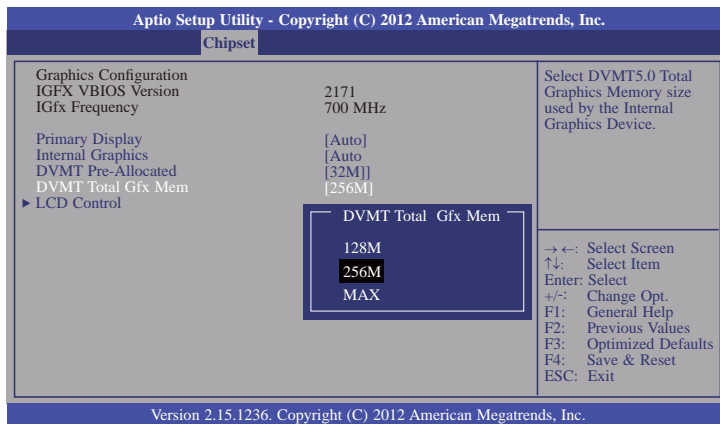 Aptio Setup Utility - Copyright (C) 2012 American Megatrends, Inc.
Chipset
Graphics Configuration
IGFX VBIOS Version 2171
IGfx Frequency 700 MHz
Primary Display [Auto]
Internal Graphics [Auto
DVMT Pre-Allocated [32M]]
DVMT Total Gfx Mem [256M]
▶ LCD Control
DVMT Total Gfx Mem
128M
256M
MAX
Select DVMT5.0 Total
Graphics Memory size
used by the Internal
Graphics Device.
→←: Select Screen
↑↓: Select Item
Enter: Select
+/-: Change Opt.
F1: General Help
F2: Previous Values
F3: Optimized Defaults
F4: Save & Reset
ESC: Exit
Version 2.15.1236. Copyright (C) 2012 American Megatrends, Inc.